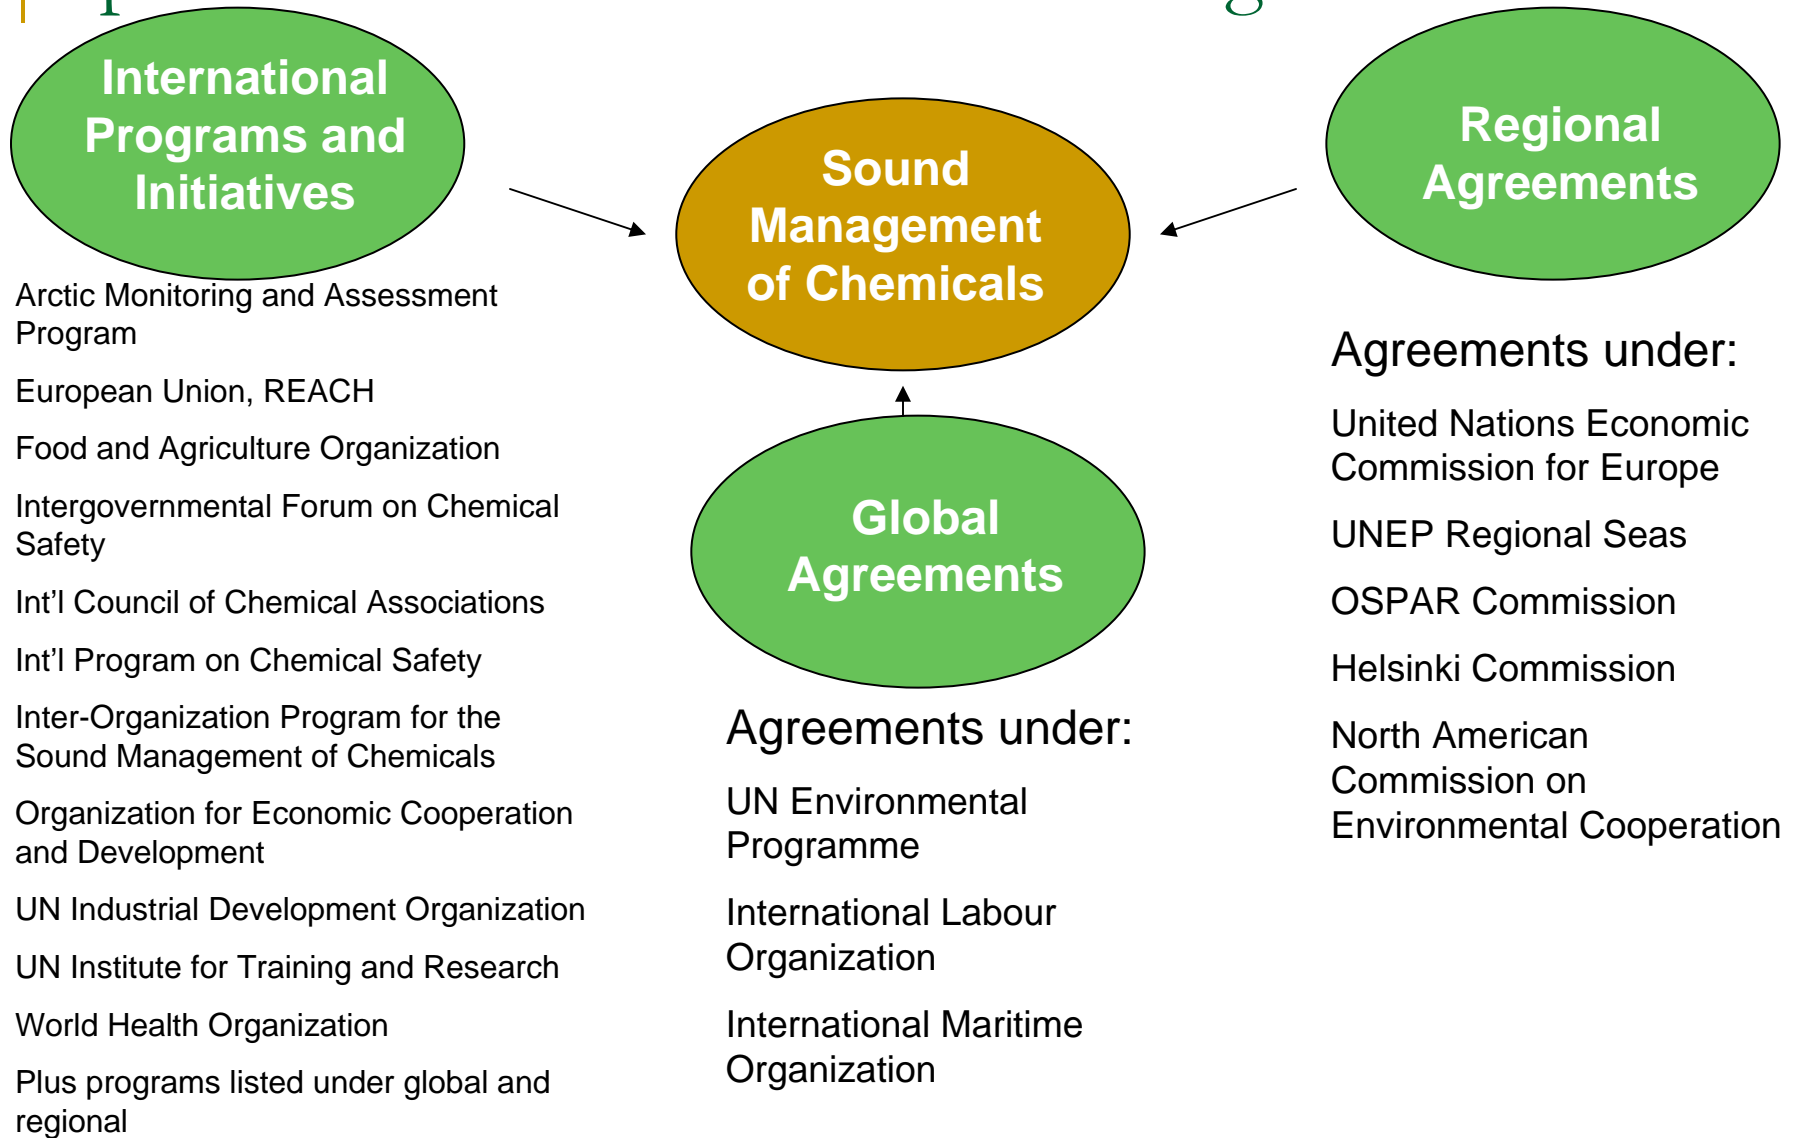 International
Programs and
Initiatives
Arctic Monitoring and Assessment
Program
European Union, REACH
Food and Agriculture Organization
Intergovernmental Forum on Chemical
Safety
Int’l Council of Chemical Associations
Int’l Program on Chemical Safety
Inter-Organization Program for the
Sound Management of Chemicals
Organization for Economic Cooperation
and Development
UN Industrial Development Organization
UN Institute for Training and Research
World Health Organization
Plus programs listed under global and
regional
Sound
Management
of Chemicals
Global
Agreements
Agreements under:
UN Environmental
Programme
International Labour
Organization
International Maritime
Organization
Regional
Agreements
Agreements under:
United Nations Economic
Commission for Europe
UNEP Regional Seas
OSPAR Commission
Helsinki Commission
North American
Commission on
Environmental Cooperation